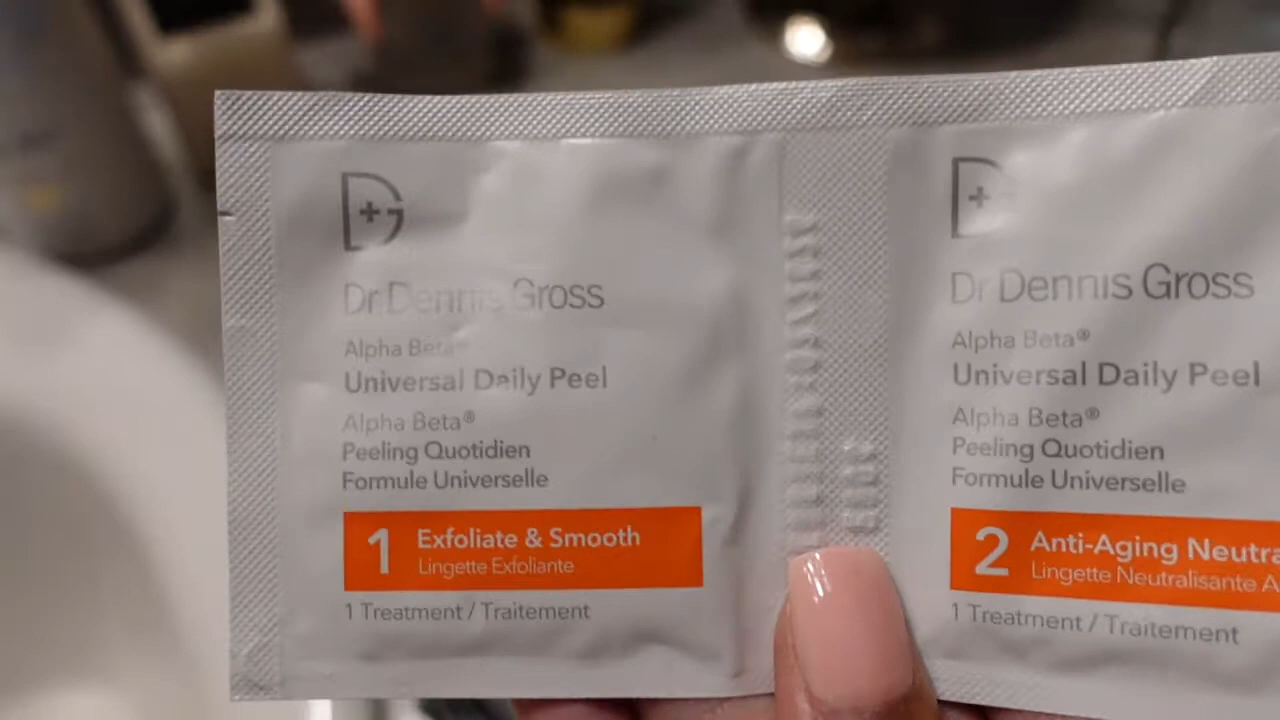 Dr Dennis Gross
Alpha Beta
Universal Daily Peel
Alpha Beta®
Peeling Quotidien
Formule Universelle
1 Exfoliate & Smooth
Lingette Exfoliante
1 Treatment / Traitement
Dr Dennis Gross
Alpha Beta®
Universal Daily Peel
Alpha Beta®
Peeling Quotidien
Formule Universelle
2 Anti-Aging Neutra
Lingette Neutralisante A
1 Treatment / Traitement